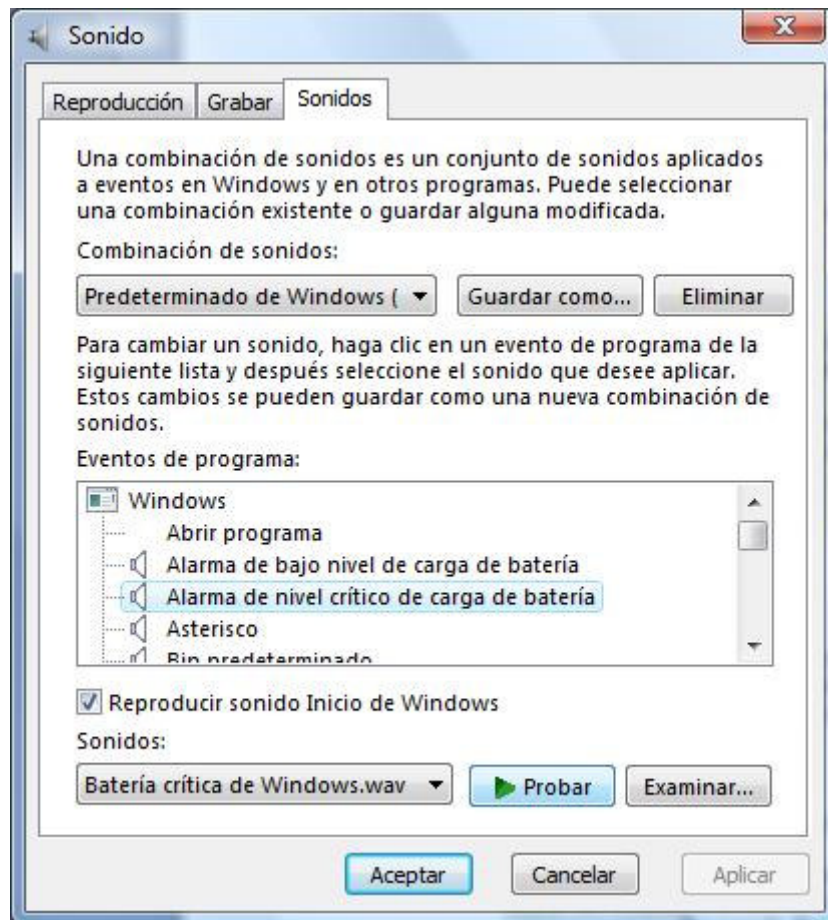 Sonido
Reproducción Grabar Sonidos
Una combinación de sonidos es un conjunto de sonidos aplicados
a eventos en Windows y en otros programas. Puede seleccionar
una combinación existente o guardar alguna modificada.
Combinación de sonidos:
Predeterminado de Windows ( Guardar como... Eliminar
Para cambiar un sonido, haga clic en un evento de programa de la
siguiente lista y después seleccione el sonido que desee aplicar.
Estos cambios se pueden guardar como una nueva combinación de
sonidos.
Eventos de programa:
Windows
Abrir programa
Alarma de bajo nivel de carga de batería
Alarma de nivel crítico de carga de batería
Asterisco
Bip predeterminado
Reproducir sonido Inicio de Windows
Sonidos:
Batería crítica de Windows.wav Probar Examinar...
Aceptar Cancelar Aplicar